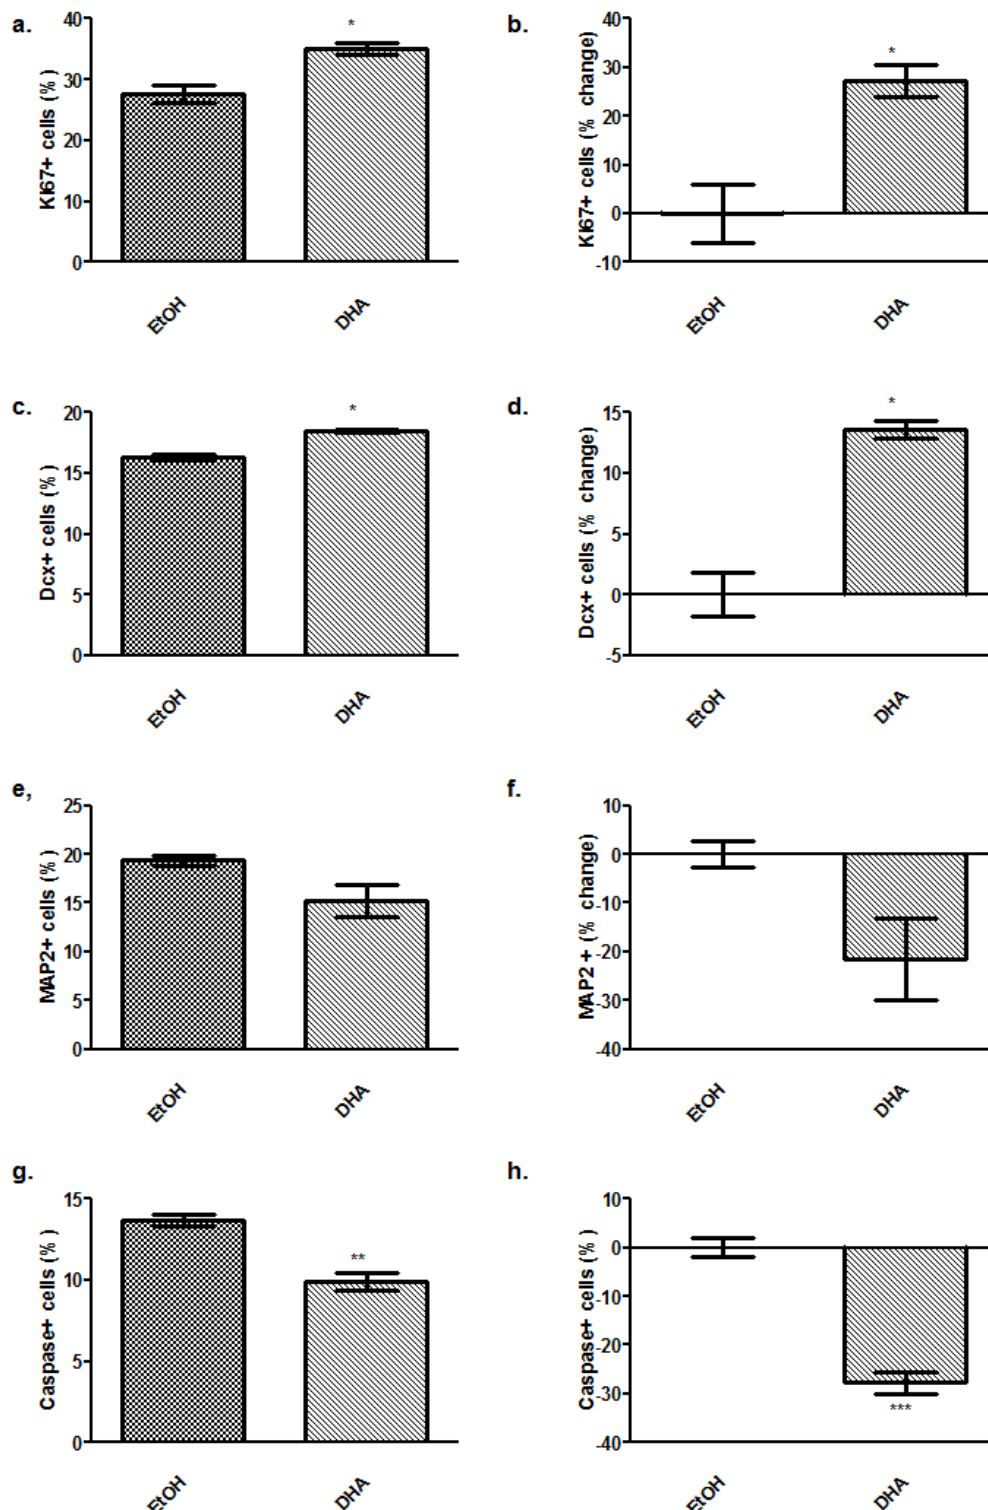 a.
Ki67+ cells (%)
40
30
20
10
0
*
EtOH
DHA
b.
Ki67+ cells (% change)
40
30
20
10
0
-10
*
EtOH
DHA
c.
Dcx+ cells (%)
20
15
10
5
0
*
EtOH
DHA
d.
Dcx+ cells (% change)
15
10
5
0
-5
*
EtOH
DHA
e,
MAP2+ cells (%)
25
20
15
10
5
0
EtOH
DHA
f.
MAP2 + (% change)
10
0
-10
-20
-30
-40
EtOH
DHA
g.
Caspase+ cells (%)
15
10
5
0
**
EtOH
DHA
h.
Caspase+ cells (%)
10
0
-10
-20
-30
-40
***
EtOH
DHA